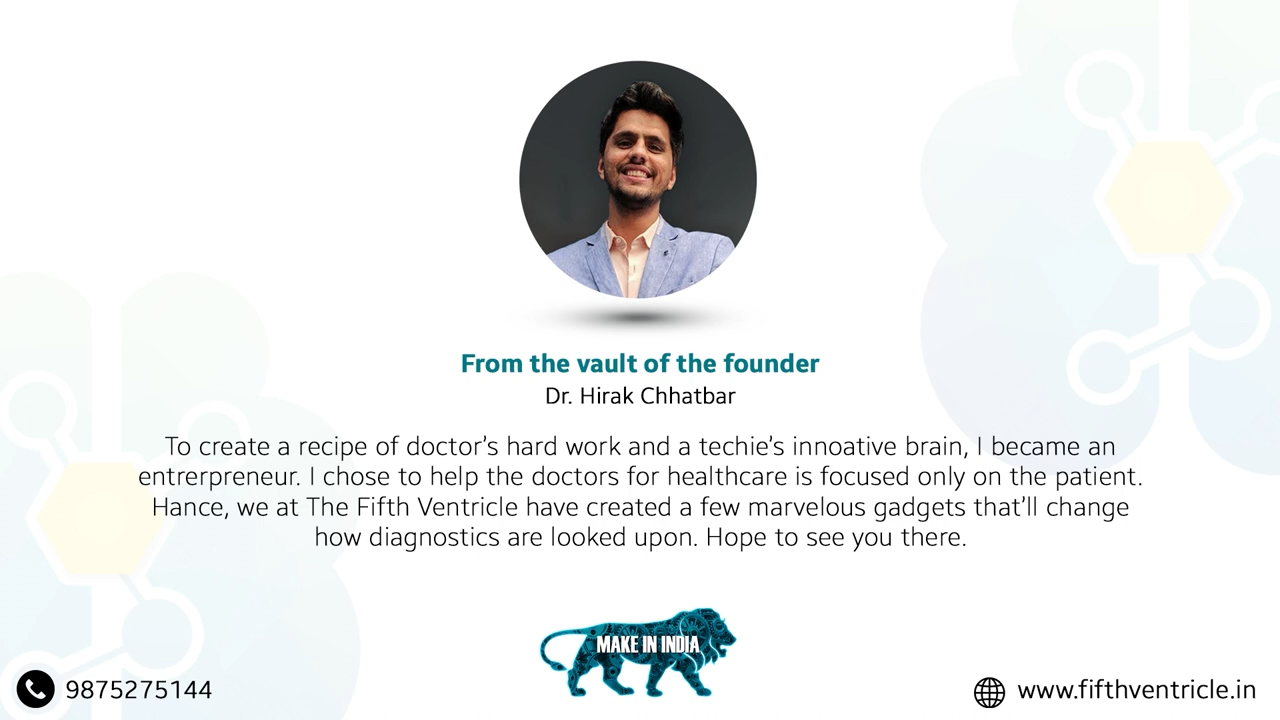 From the vault of the founder
Dr. Hirak Chhatbar
To create a recipe of doctor's hard work and a techie's innoative brain, I became an
entrerpreneur. I chose to help the doctors for healthcare is focused only on the patient.
Hance, we at The Fifth Ventricle have created a few marvelous gadgets that'll change
how diagnostics are looked upon. Hope to see you there.
MAKE IN INDIA
9875275144
www.fifthventricle.in